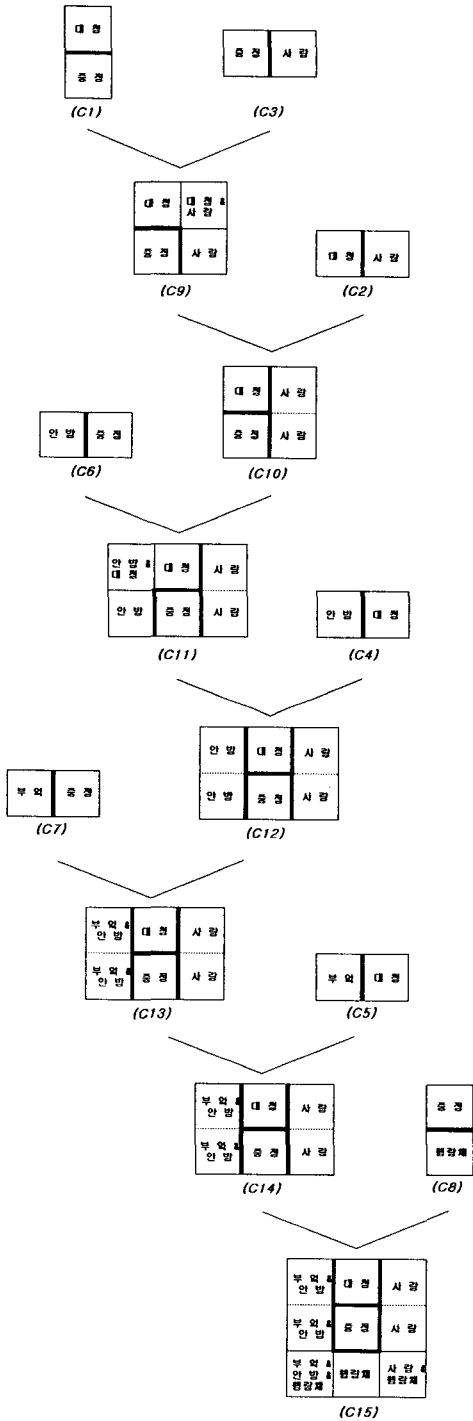 대 청
중 정
(C1)
중 정 사 랑
(C3)
대 청 대 청 &
사 랑
중 정 사 랑
(C9)
대 청 사 랑
(C2)
대 청 사 랑
중 정 사 랑
(C10)
안 방 중 정
(C6)
안 방 &
대 청
대 청 사 랑
안 방 중 정 사 랑
(C11)
안 방 대 청
(C4)
안 방 대 청 사 랑
안 방 중 정 사 랑
(C12)
부 엌 중 정
(C7)
부 엌 &
안 방
대 청 사 랑
부 엌 &
안 방
중 정 사 랑
(C13)
부 엌 대 청
(C5)
부 엌 &
안 방
대 청 사 랑
부 엌 &
안 방
중 정 사 랑
(C14)
중 정
행랑채
(C8)
부 엌 &
안 방
대 청 사 랑
부 엌 &
안 방
중 정 사 랑
부 엌 &
안 방 &
행랑채
행랑채
사 랑 &
행랑채
(C15)